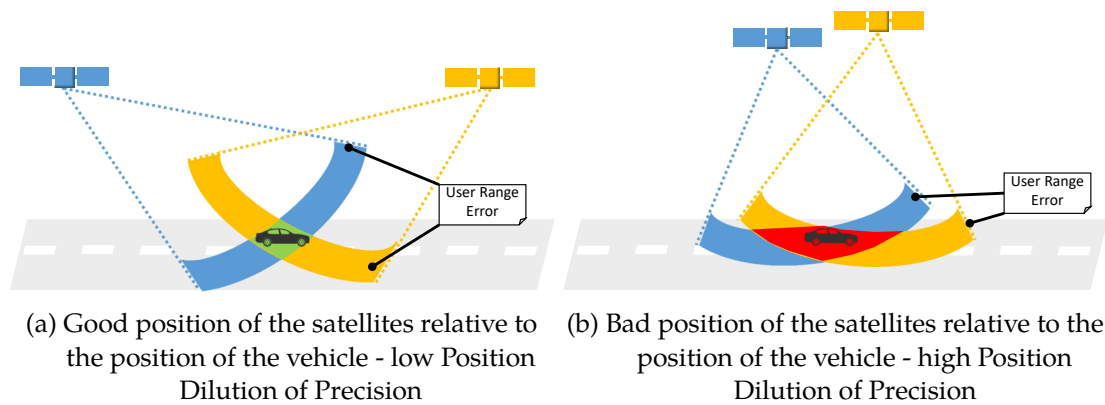 User Range
Error
User Range
Error
(a) Good position of the satellites relative to
the position of the vehicle - low Position
Dilution of Precision
(b) Bad position of the satellites relative to the
position of the vehicle - high Position
Dilution of Precision